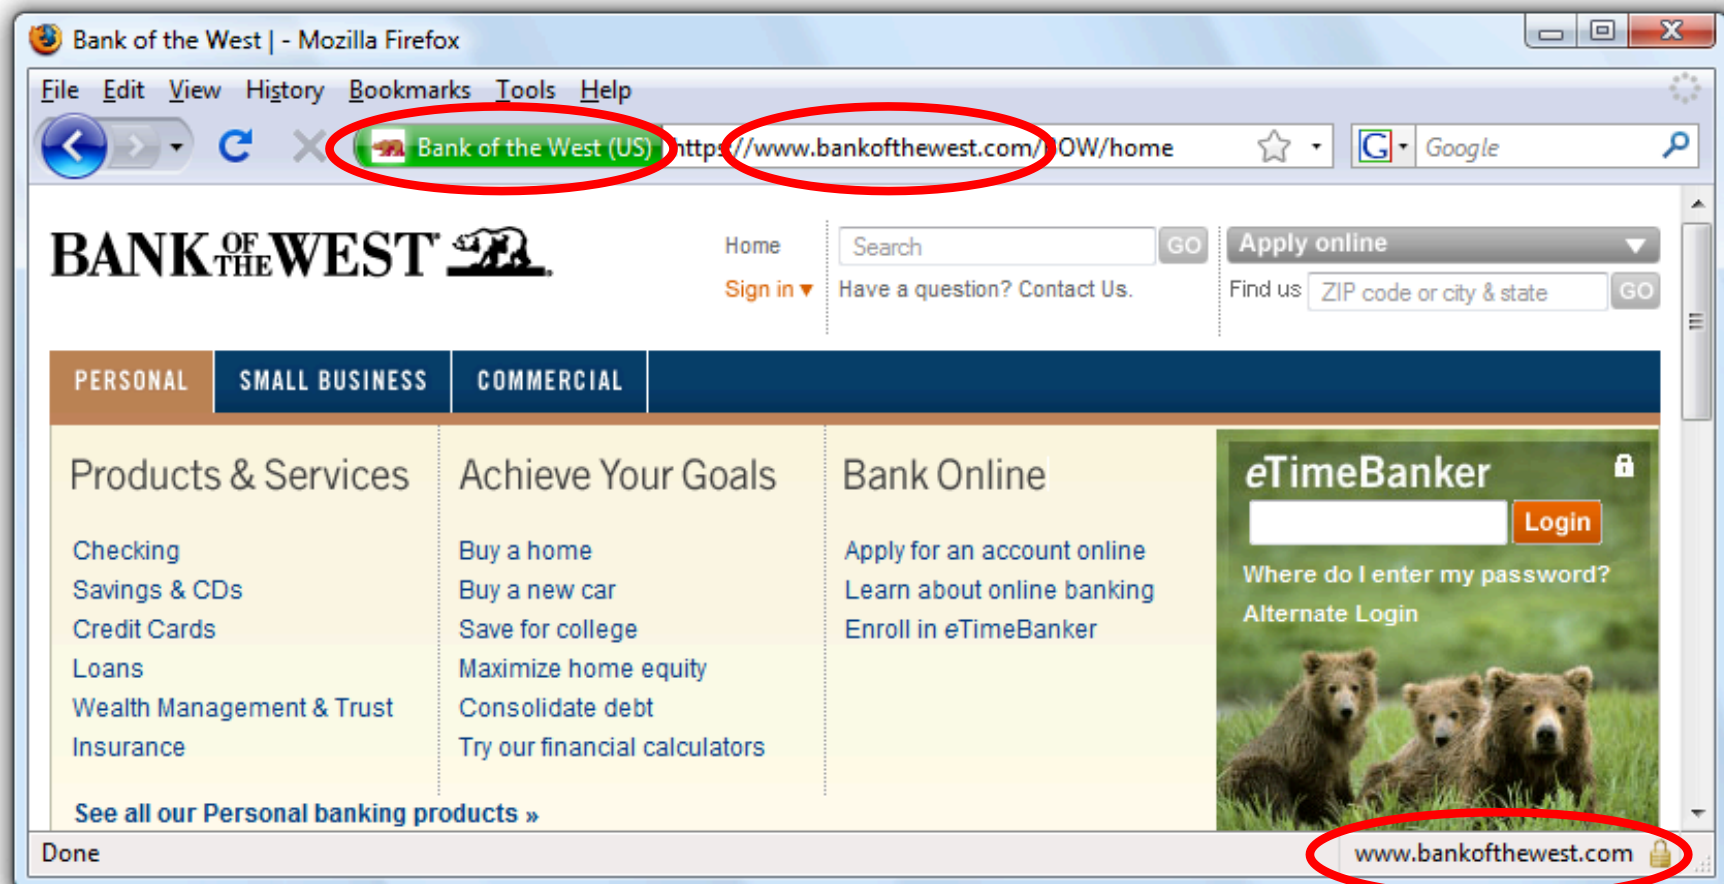 Bank of the West | - Mozilla Firefox
File Edit View History Bookmarks Tools Help
Bank of the West (US) https://www.bankofthewest.com/BOW/home
G Google
BANK OF THE WEST
Home
Search
GO
Apply online
Sign in
Have a question? Contact Us.
Find us
ZIP code or city & state
GO
PERSONAL
SMALL BUSINESS
COMMERCIAL
Products & Services
Checking
Savings & CDs
Credit Cards
Loans
Wealth Management & Trust
Insurance
See all our Personal banking products »
Achieve Your Goals
Buy a home
Buy a new car
Save for college
Maximize home equity
Consolidate debt
Try our financial calculators
Bank Online
Apply for an account online
Learn about online banking
Enroll in eTimeBanker
eTimeBanker
Login
Where do I enter my password?
Alternate Login
Done
www.bankofthewest.com